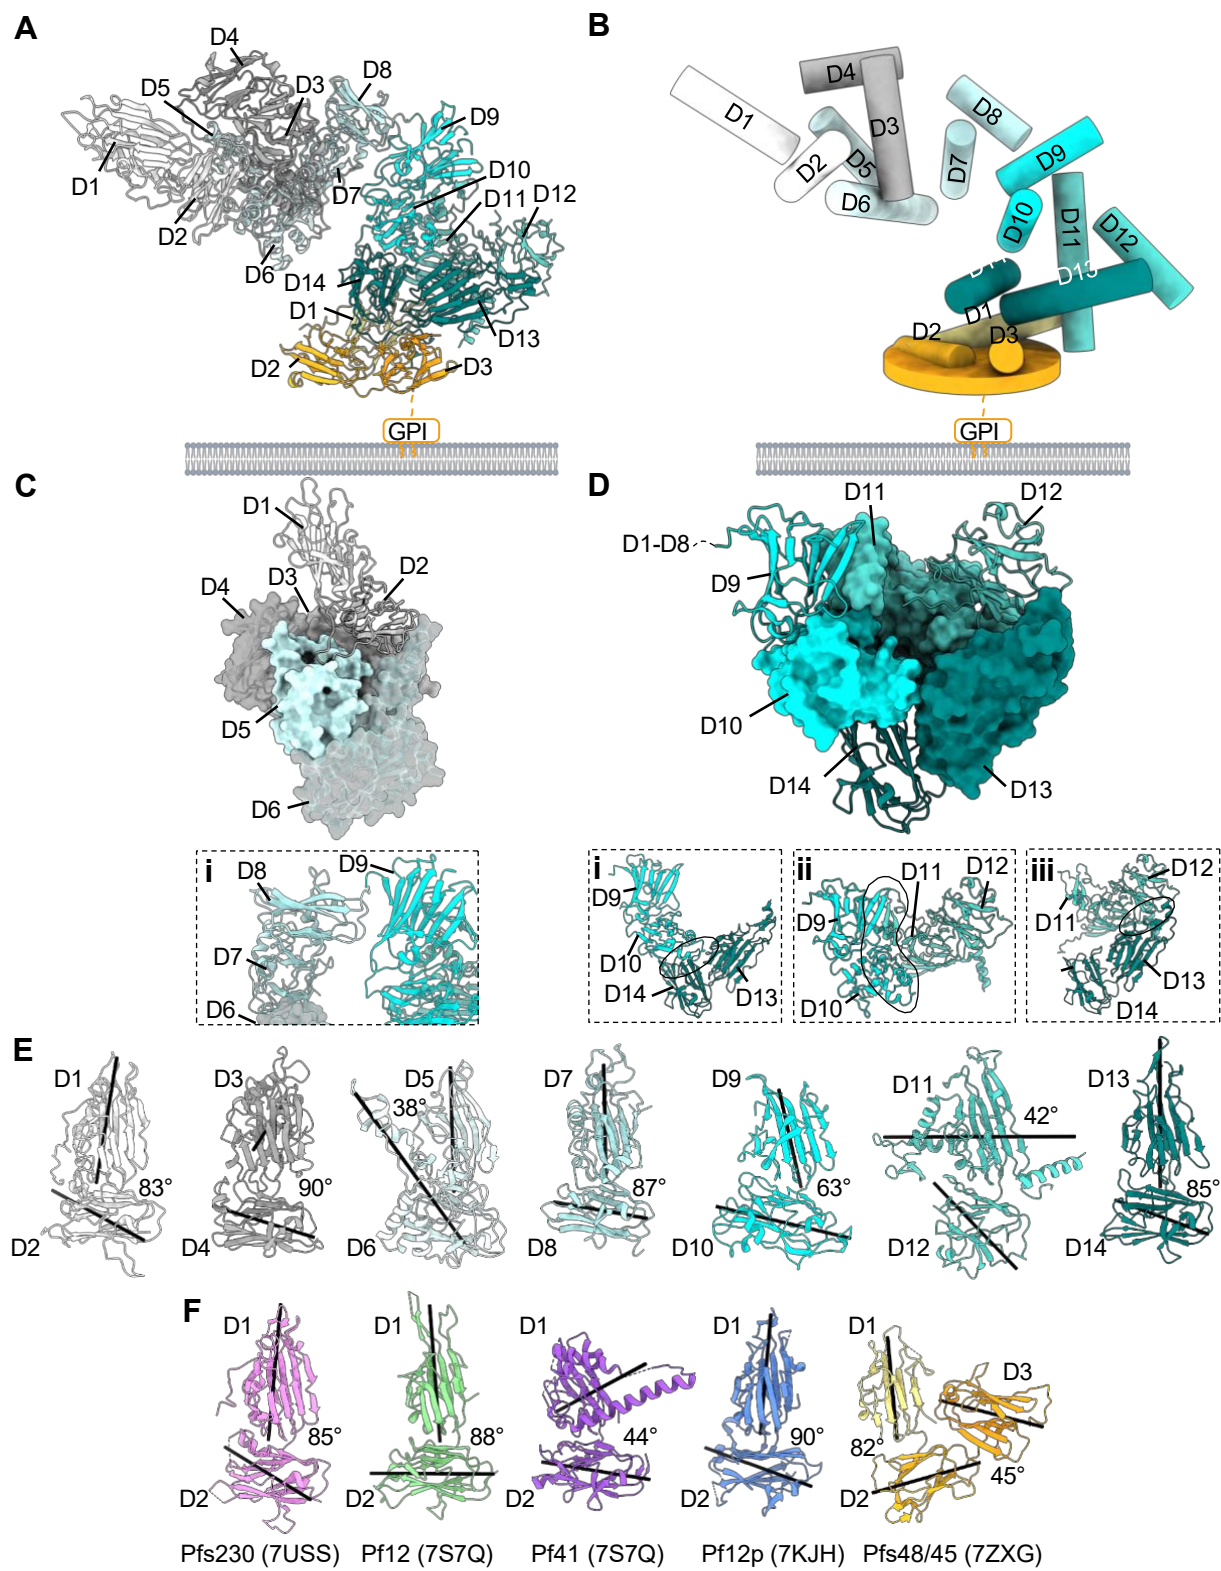 A
D4
D5
D3
D8
D9
D1
D2
D7
D10
D11
D12
D6
D14
D1
D13
D2
D3
GPI
B
D4
D1
D3
D8
D2
D5
D7
D9
D6
D10
D11
D12
D13
D1
D2
D3
GPI
C
D1
D3
D2
D4
D5
D6
i
D8
D9
D7
D6
D
D11
D12
D1-D8
D9
D10
D14
D13
i
D9
D10
D14
D13
ii
D11
D12
D9
D10
iii
D12
D11
D13
D14
E
D1
D3
D5
D7
D9
D11
D13
38°
42°
83°
90°
87°
63°
85°
D2
D4
D6
D8
D10
D12
D14
F
D1
D1
D1
D1
D1
D3
85°
88°
44°
90°
82°
45°
D2
D2
D2
D2
D2
Pfs230 (7USS)
Pf12 (7S7Q)
Pf41 (7S7Q)
Pf12p (7KJH)
Pfs48/45 (7ZXG)